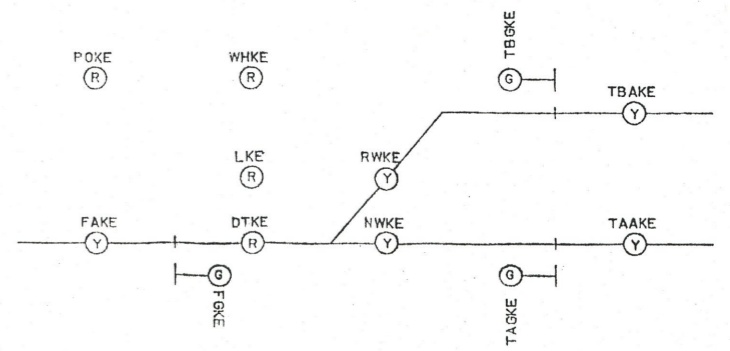 TBGKE
POKE WHKE
R R G
TBAKE
Y
LKE RWKE
R Y
FAKE DTKE NWKE TAAKE
Y R Y Y
G G
FGKE TAGKE